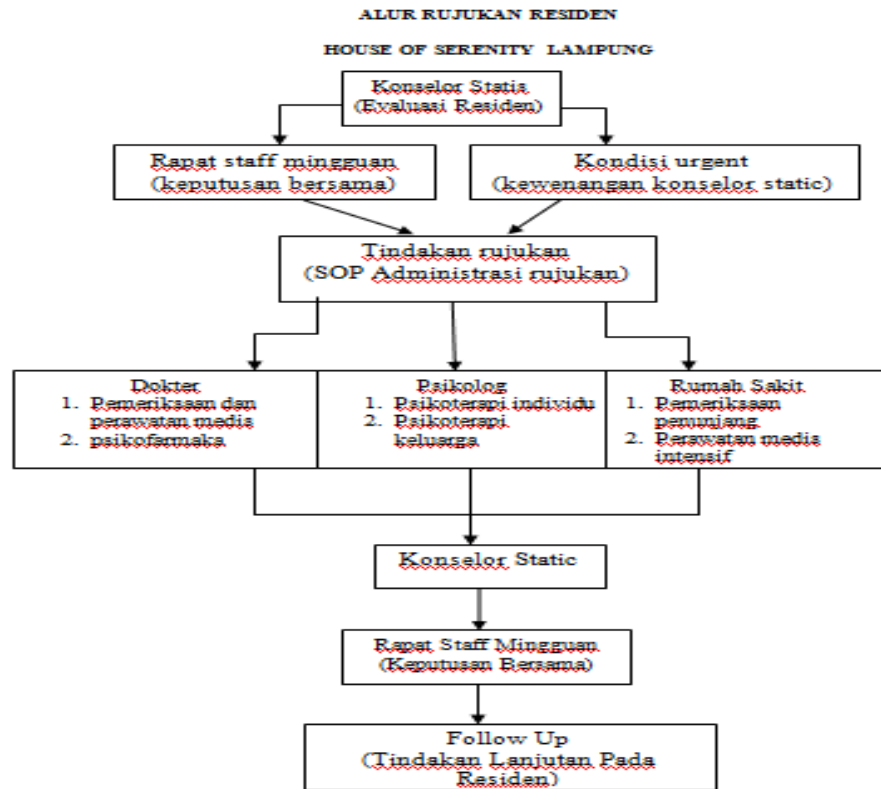 ALUR RUJUKAN RESIDEN
HOUSE OF SERENITY LAMPUNG
Konselor Statis
(Evaluasi Residen)
Rapat staff mingguan
(keputusan bersama)
Kondisi urgent
(kewenangan konselor static)
Tindakan rujukan
(SOP Administrasi rujukan)
Dokter
1. Pemeriksaan dan
perawatan medis
2. psikofarmaka
Psikolog
1. Psikoterapi individu
2. Psikoterapi
keluarga
Rumah Sakit
1. Pemeriksaan
penunjang
2. Perawatan medis
intensif
Konselor Static
Rapat Staff Mingguan
(Keputusan Bersama)
Follow Up
(Tindakan Lanjutan Pada
Residen)